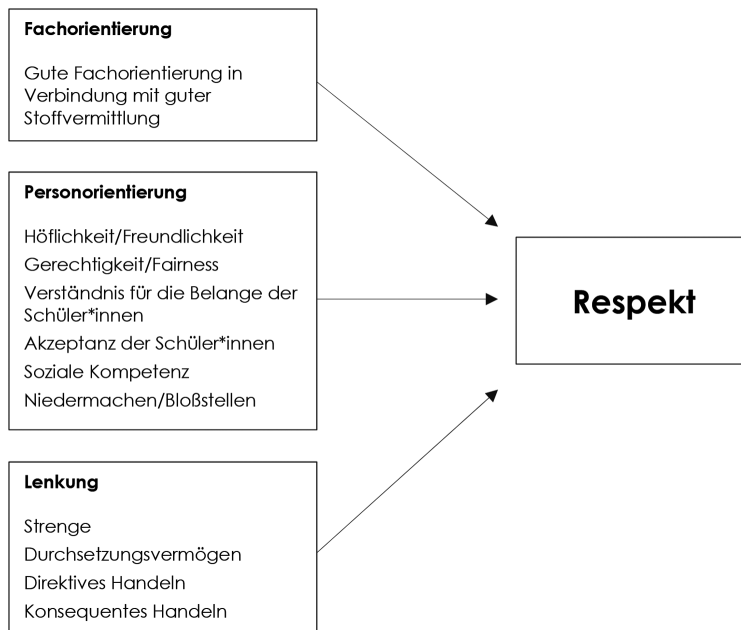 Fachorientierung
Gute Fachorientierung in
Verbindung mit guter
Stoffvermittlung
Personorientierung
Höflichkeit/Freundlichkeit
Gerechtigkeit/Fairness
Verständnis für die Belange der
Schüler*innen
Akzeptanz der Schüler*innen
Soziale Kompetenz
Niedermachen/Bloßstellen
Lenkung
Strenge
Durchsetzungsvermögen
Direktives Handeln
Konsequentes Handeln
Respekt